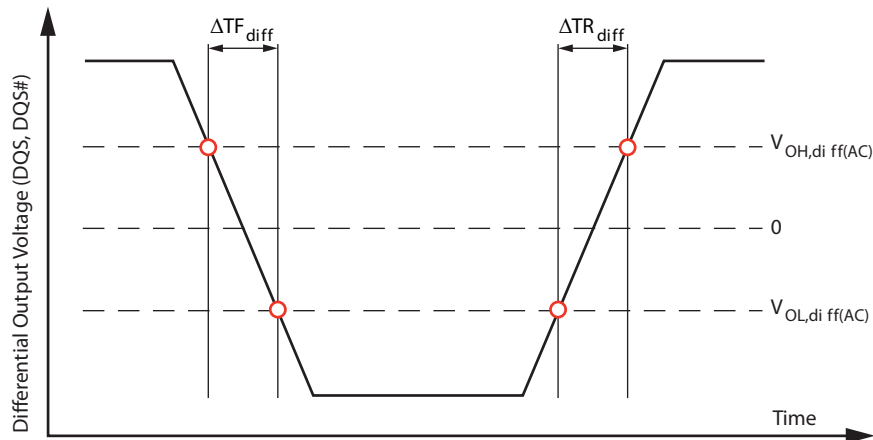 ΔTF diff
ΔTR diff
Differential Output Voltage (DQS, DQS#)
V OH,di ff(AC)
0
V OL,di ff(AC)
Time